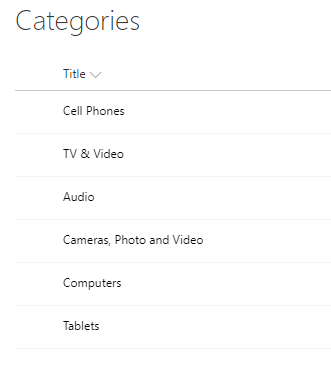 Categories
Title
Cell Phones
TV & Video
Audio
Cameras, Photo and Video
Computers
Tablets